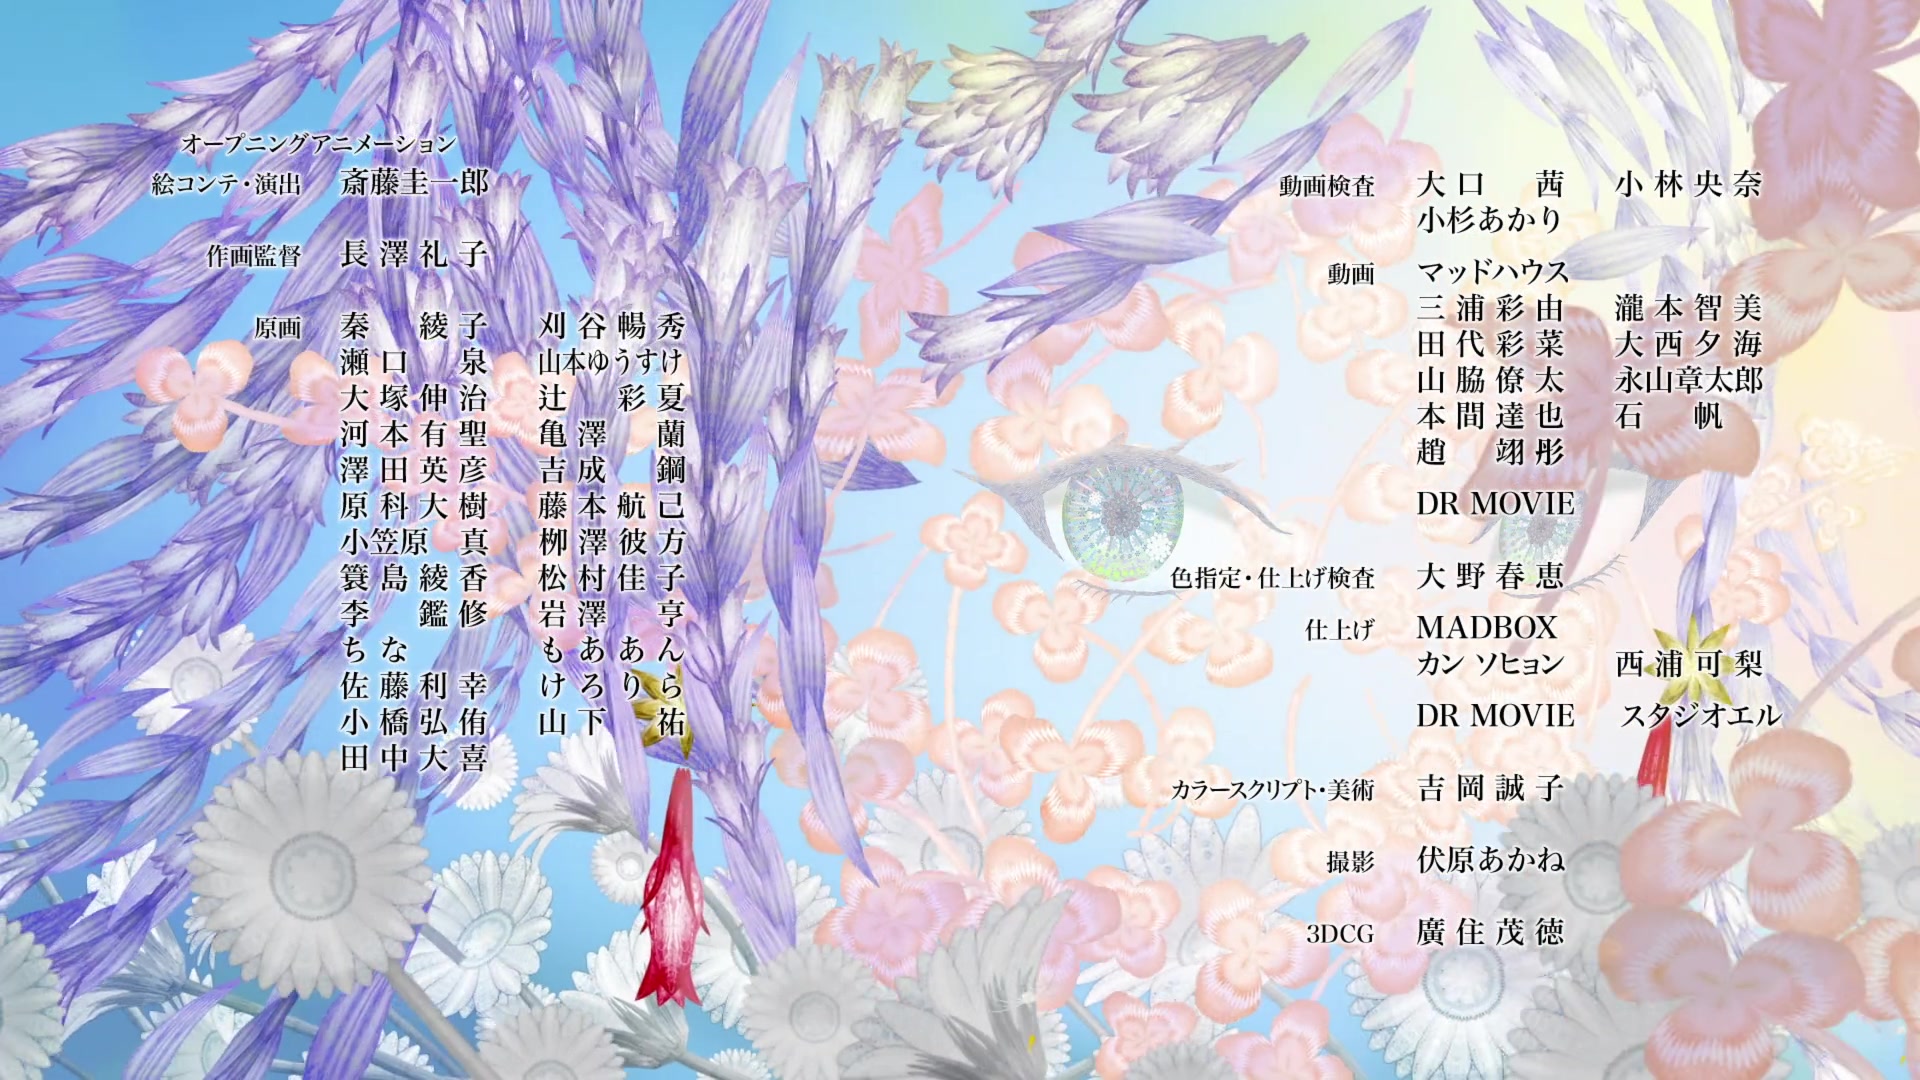 オープニングアニメーション
絵コンテ・演出 斎藤圭一郎
作画監督 長澤礼子
原画 秦 綾子 刈谷暢秀
瀬口 泉 山本ゆうすけ
大塚伸治 辻 彩夏
河本有聖 亀澤 蘭
澤田英彦 吉成 鋼
原科大樹 藤本航己
小笠原 真 栁澤彼方
簑島綾香 松村佳子
李 鑑修 岩澤 亨
ちな もああん
佐藤利幸 けろりら
小橋弘侑 山下 祐
田中大喜
動画検査 大口 茜 小林央奈
小杉あかり
動画 マッドハウス
三浦彩由 瀧本智美
田代彩菜 大西夕海
山脇僚太 永山章太郎
本間達也 石 帆
趙 翊彤
DR MOVIE
色指定・仕上げ検査 大野春恵
仕上げ MADBOX
カン ソヒョン 西浦可梨
DR MOVIE スタジオエル
カラースクリプト・美術 吉岡誠子
撮影 伏原あかね
3DCG 廣住茂徳